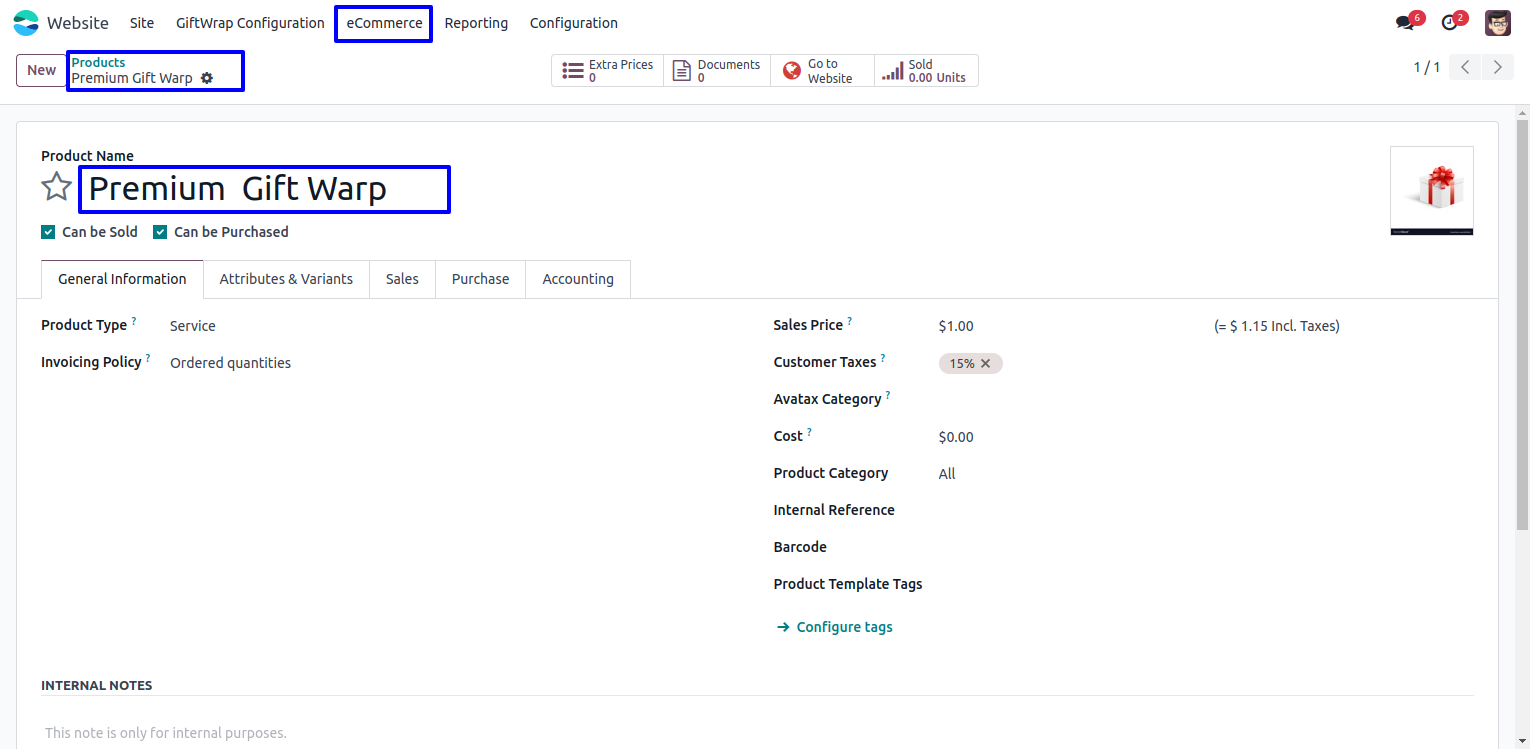 Website Site GiftWrap Configuration eCommerce Reporting Configuration 6 2
New Products
Premium Gift Warp
Extra Prices
0
Documents
0
Go to
Website
Sold
0.00 Units
1 / 1
Product Name
Premium  Gift Warp
Can be Sold Can be Purchased
General Information Attributes & Variants Sales Purchase Accounting
Product Type ? Service
Invoicing Policy ? Ordered quantities
Sales Price ? $1.00 (= $ 1.15 Incl. Taxes)
Customer Taxes ? 15%
Avatax Category ?
Cost ? $0.00
Product Category All
Internal Reference
Barcode
Product Template Tags
Configure tags
INTERNAL NOTES
This note is only for internal purposes.